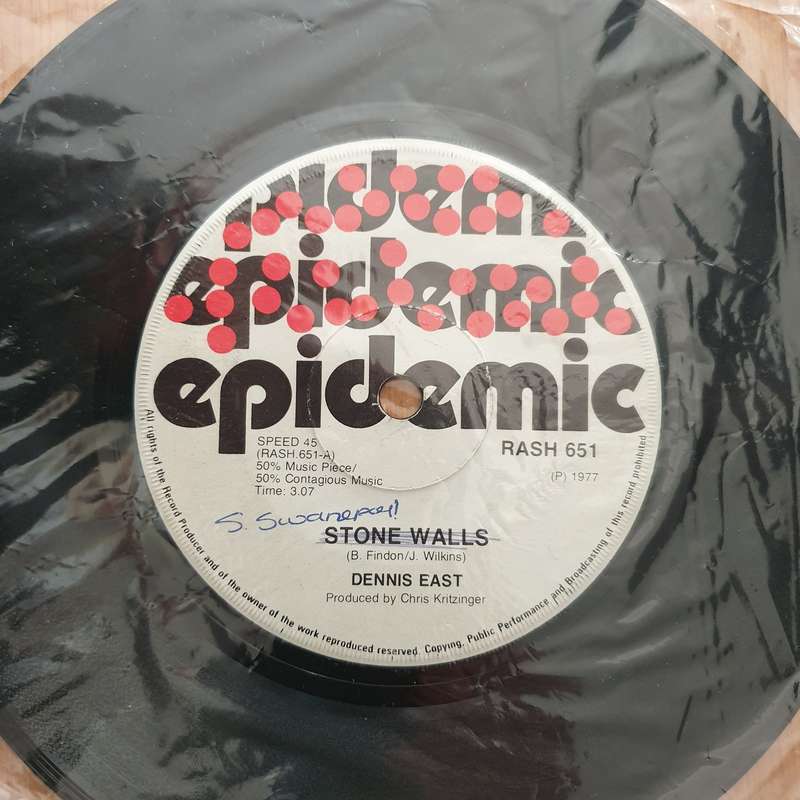 pidemi
epidemic
epidemic
SPEED 45
(RASH.651-A)
50% Music Piece/
50% Contagious Music
Time: 3.07
RASH 651
(P) 1977
S. Swanepoel
STONE WALLS
(B. Findon/J. Wilkins)
DENNIS EAST
Produced by Chris Kritzinger
All rights of the Record Producer and of the owner of the work reproduced reserved. Copying, Public Performance and Broadcasting of this record prohibited